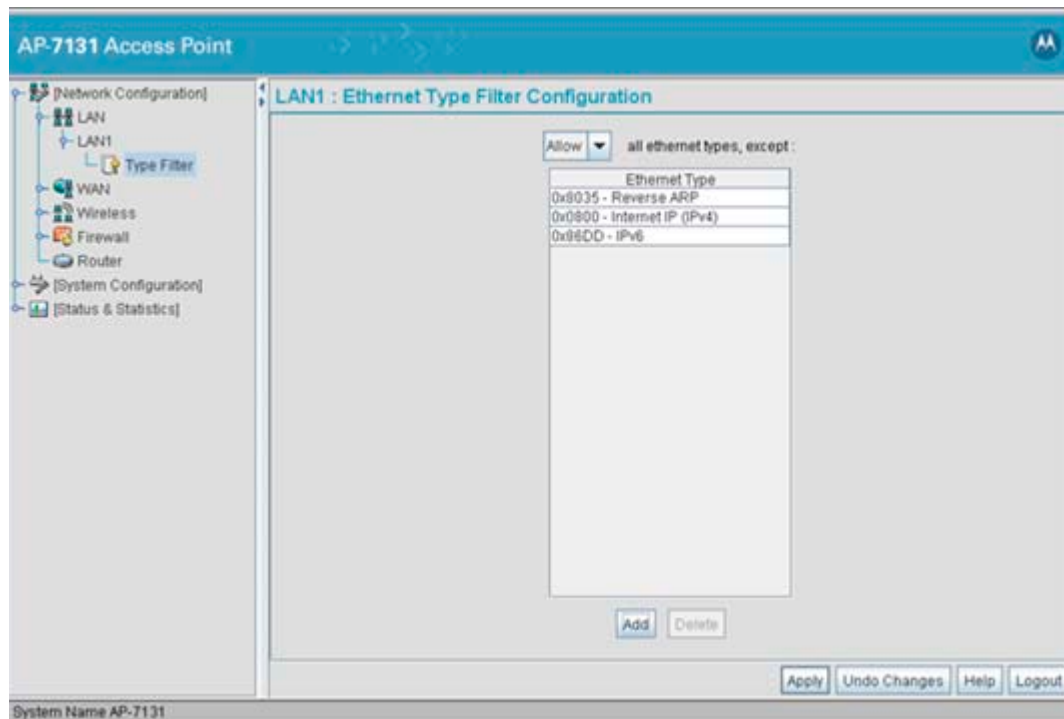 AP-7131 Access Point
[Network Configuration]
LAN
LAN1
Type Filter
WAN
Wireless
Firewall
Router
[System Configuration]
[Status & Statistics]
LAN1 : Ethernet Type Filter Configuration
Allow all ethernet types, except :
Ethernet Type
0x8035 - Reverse ARP
0x0800 - Internet IP (IPv4)
0x86DD - IPv6
Add Delete
Apply Undo Changes Help Logout
System Name AP-7131